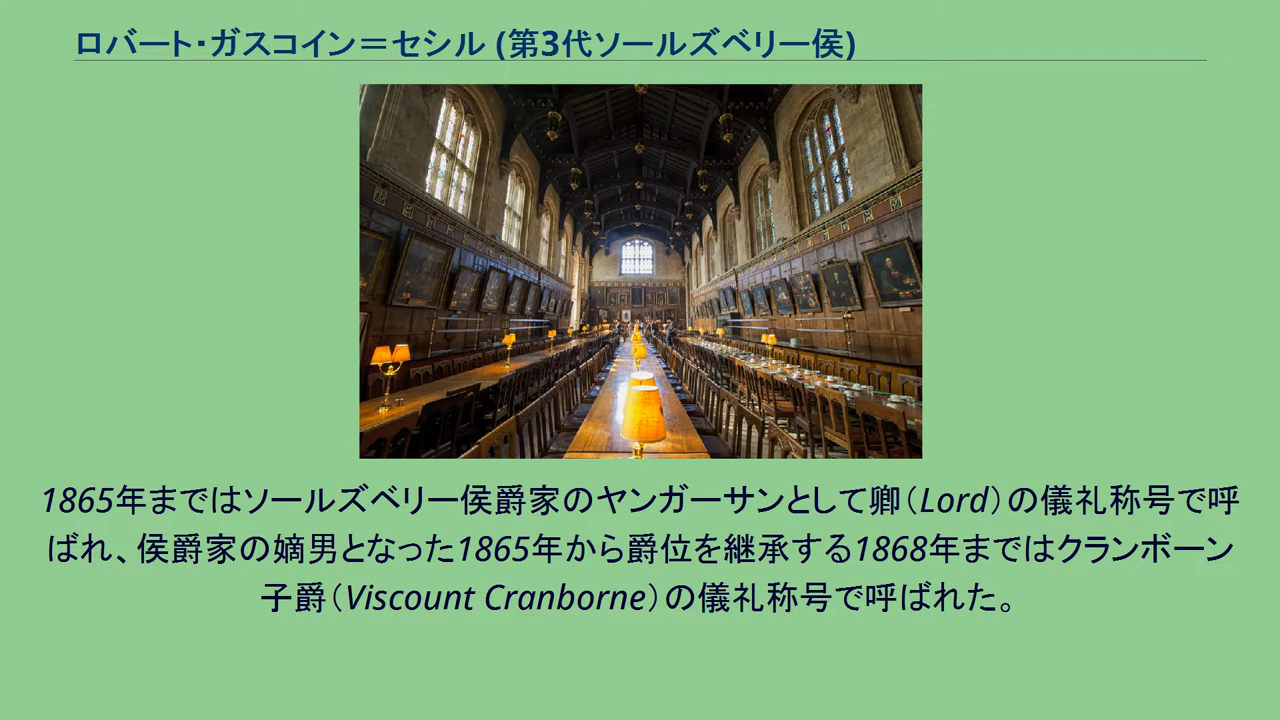 ロバート・ガスコイン＝セシル (第3代ソールズベリー侯)
1865年まではソールズベリー侯爵家のヤンガーサンとして卿（Lord）の儀礼称号で呼
ばれ、侯爵家の嫡男となった1865年から爵位を継承する1868年まではクランボーン
子爵（Viscount Cranborne）の儀礼称号で呼ばれた。